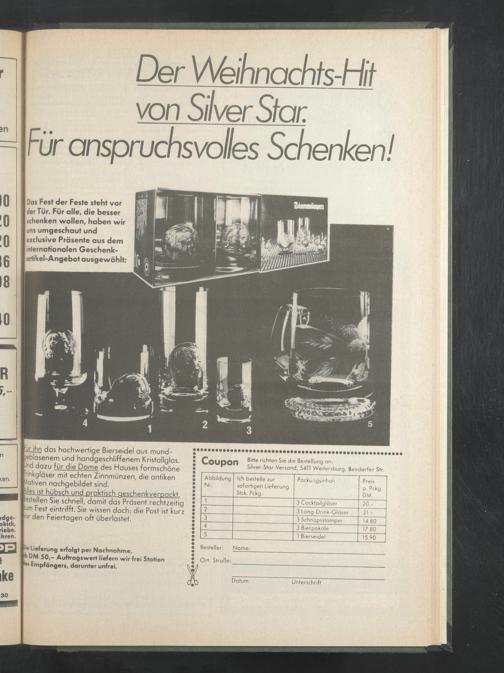 Der Weihnachts-Hit
von Silver Star.
Für anspruchsvolles Schenken!
Das Fest der Feste steht vor
der Tür. Für alle, die besser
schenken wollen, haben wir
uns umgeschaut und
exclusive Präsente aus dem
internationalen Geschenk-
artikel-Angebot ausgewählt:
4
1
2
3
5
Für ihn das hochwertige Bierseidel aus mund-
geblasenem und handgeschliffenem Kristallglas.
Und dazu für die Dame des Hauses formschöne
Trinkgläser mit echten Zinnmünzen, die antiken
Motiven nachgebildet sind.
Alles ist hübsch und praktisch geschenkverpackt.
Bestellen Sie schnell, damit das Präsent rechtzeitig
zum Fest eintrifft. Sie wissen doch: die Post ist kurz
vor den Feiertagen oft überlastet.
Die Lieferung erfolgt per Nachnahme,
ab DM 50,– Auftragswert liefern wir frei Station
des Empfängers, darunter unfrei.
Coupon
Bitte richten Sie die Bestellung an:
Silver-Star-Versand, 5411 Weitersburg, Bendorfer Str.
Abbildung Nr. Ich bestelle zur sofortigen Lieferung Stck. Pckg. Packungsinhalt Preis p. Pckg. DM
1 3 Cocktailgläser 20,–
2 3 Long-Drink-Gläser 21,–
3 3 Schnapsstamper 14.80
4 3 Bierpokale 17.80
5 1 Bierseidel 15.90
Besteller: Name:
Ort: Straße:
Datum Unterschrift